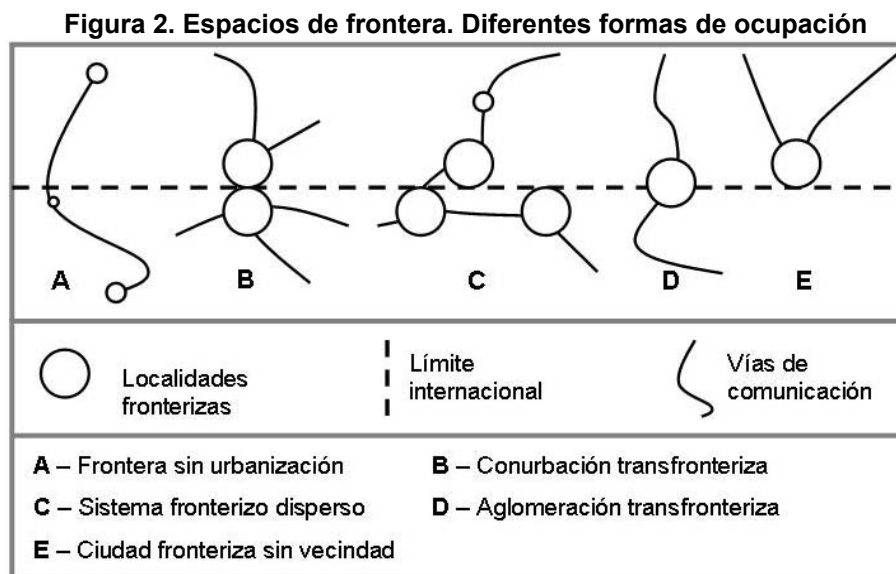 Figura 2. Espacios de frontera. Diferentes formas de ocupación
A
B
C
D
E
Localidades
fronterizas
Límite
internacional
Vías de
comunicación
A – Frontera sin urbanización
B – Conurbación transfronteriza
C – Sistema fronterizo disperso
D – Aglomeración transfronteriza
E – Ciudad fronteriza sin vecindad